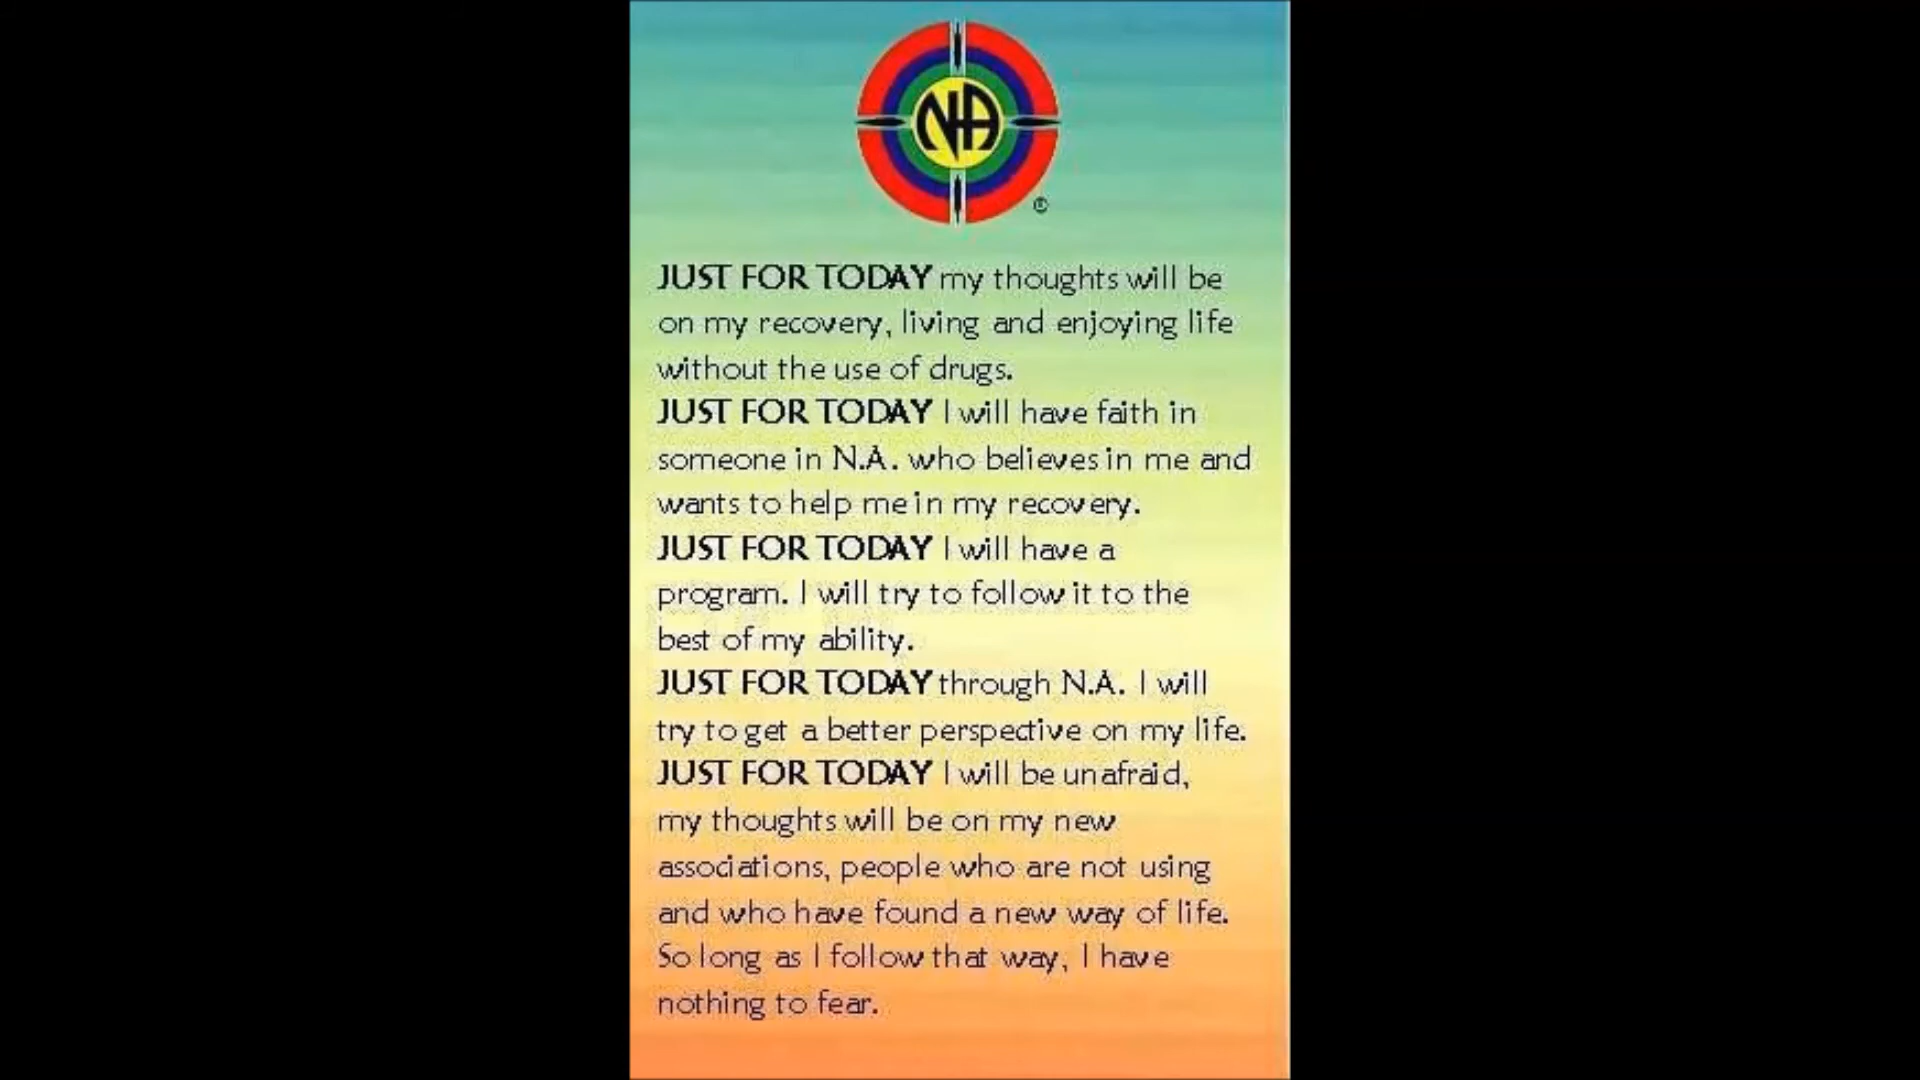 NA
®
JUST FOR TODAY my thoughts will be
on my recovery, living and enjoying life
without the use of drugs.
JUST FOR TODAY I will have faith in
someone in N.A. who believes in me and
wants to help me in my recovery.
JUST FOR TODAY I will have a
program. I will try to follow it to the
best of my ability.
JUST FOR TODAY through N.A. I will
try to get a better perspective on my life.
JUST FOR TODAY I will be unafraid,
my thoughts will be on my new
associations, people who are not using
and who have found a new way of life.
So long as I follow that way, I have
nothing to fear.